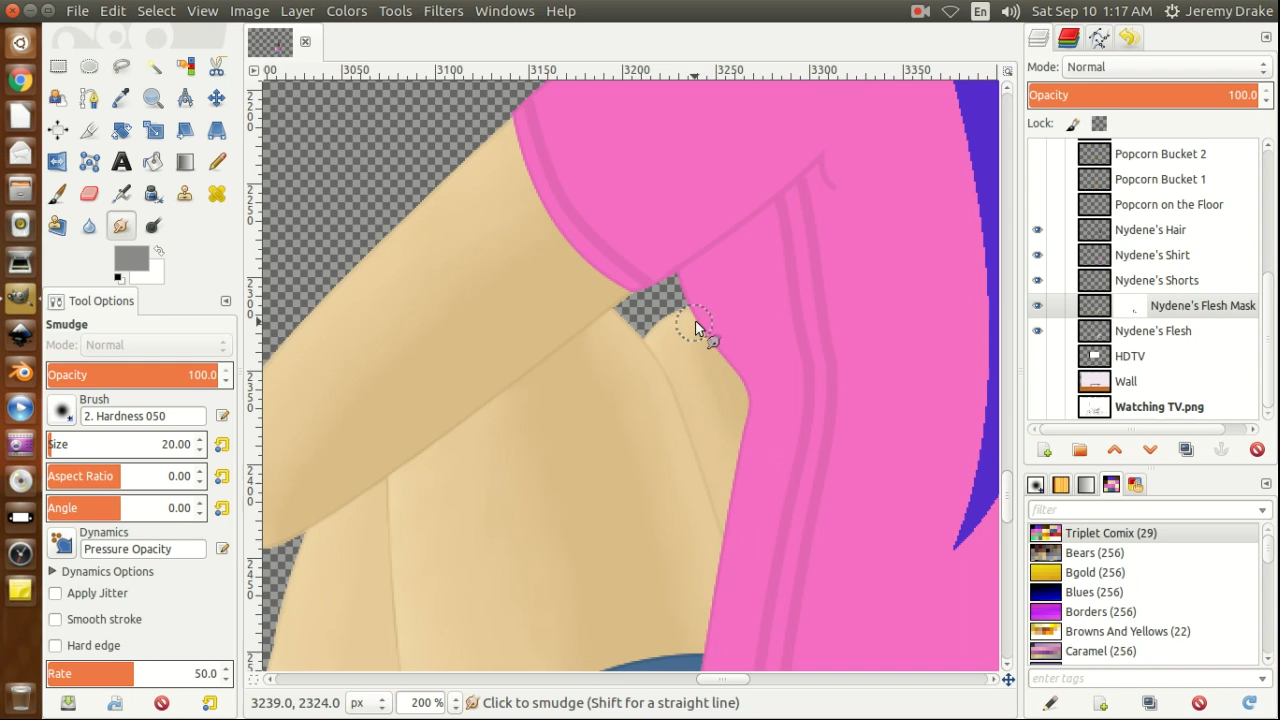 File Edit Select View Image Layer Colors Tools Filters Windows Help En Sat Sep 10 1:17 AM Jeremy Drake
Mode: Normal
Opacity 100.0
Lock:
3050 3100 3150 3200 3250 3300 3350
Popcorn Bucket 2
Popcorn Bucket 1
Popcorn on the Floor
Nydene's Hair
Nydene's Shirt
Nydene's Shorts
Nydene's Flesh Mask
Nydene's Flesh
HDTV
Wall
Watching TV.png
Tool Options
Smudge
Mode: Normal
Opacity 100.0
Brush
2. Hardness 050
Size 20.00
Aspect Ratio 0.00
Angle 0.00
Dynamics
Pressure Opacity
Dynamics Options
Apply Jitter
Smooth stroke
Hard edge
Rate 50.0
filter
Triplet Comix (29)
Bears (256)
Bgold (256)
Blues (256)
Borders (256)
Browns And Yellows (22)
Caramel (256)
enter tags
3239.0, 2324.0 px 200 % Click to smudge (Shift for a straight line)